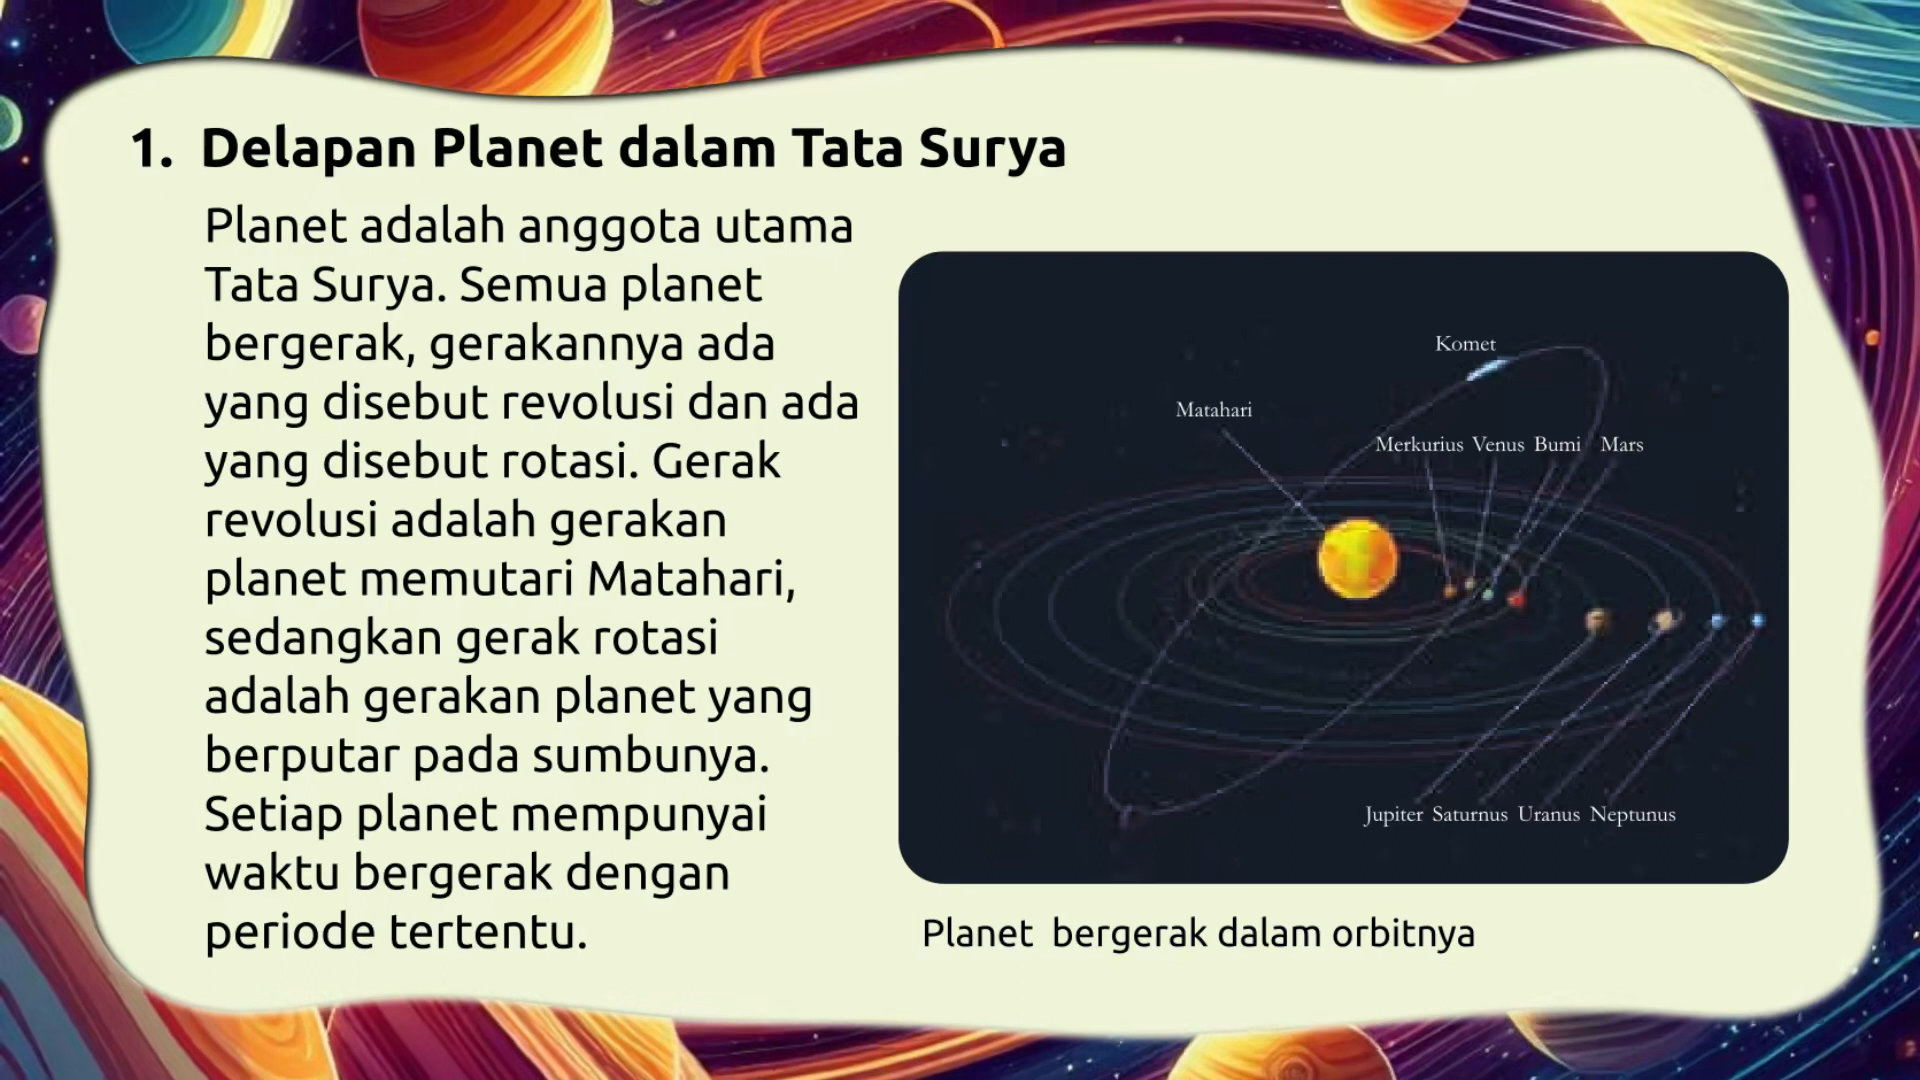 1. Delapan Planet dalam Tata Surya
Planet adalah anggota utama
Tata Surya. Semua planet
bergerak, gerakannya ada
yang disebut revolusi dan ada
yang disebut rotasi. Gerak
revolusi adalah gerakan
planet memutari Matahari,
sedangkan gerak rotasi
adalah gerakan planet yang
berputar pada sumbunya.
Setiap planet mempunyai
waktu bergerak dengan
periode tertentu.
Komet
Matahari
Merkurius Venus Bumi Mars
Jupiter Saturnus Uranus Neptunus
Planet bergerak dalam orbitnya